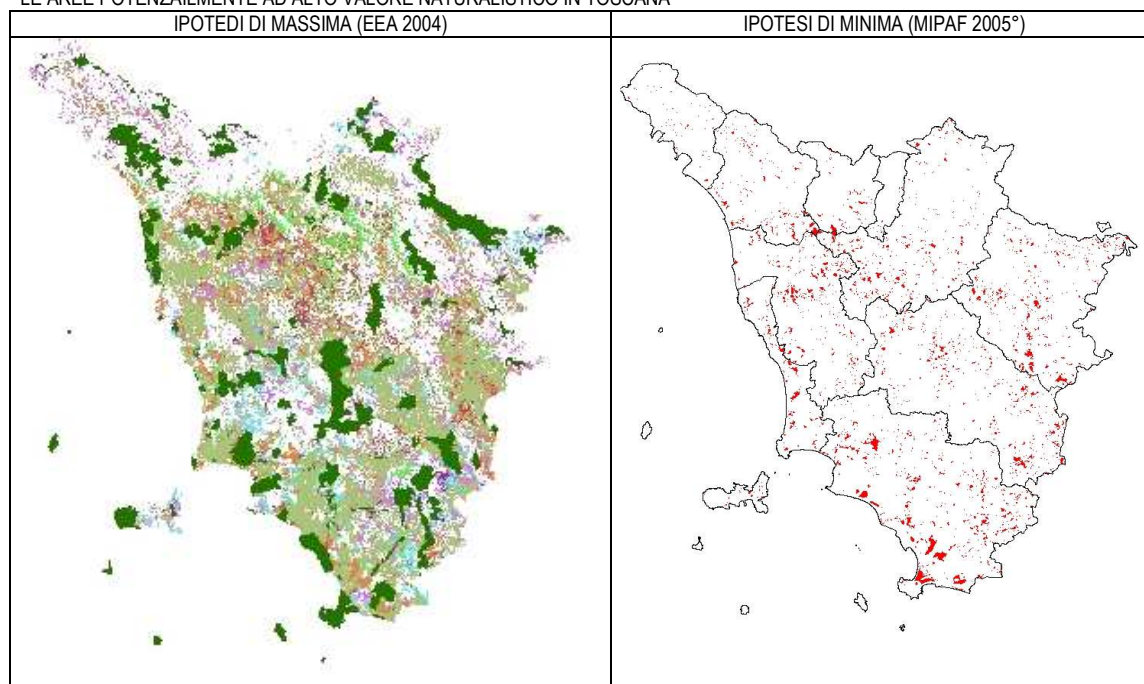 LE AREE POTENZAILMENTE AD ALTO VALORE NATURALISTICO IN TOSCANA
IPOTEDI DI MASSIMA (EEA 2004)
IPOTESI DI MINIMA (MIPAF 2005°)